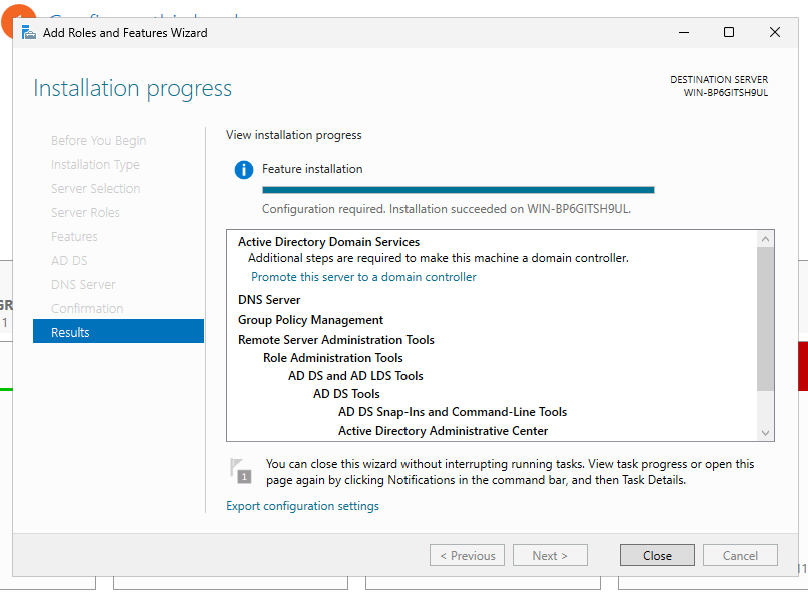 Add Roles and Features Wizard
Installation progress
DESTINATION SERVER
WIN-BP6GITSH9UL
Before You Begin
Installation Type
Server Selection
Server Roles
Features
AD DS
DNS Server
Confirmation
Results
View installation progress
Feature installation
Configuration required. Installation succeeded on WIN-BP6GITSH9UL.
Active Directory Domain Services
Additional steps are required to make this machine a domain controller.
Promote this server to a domain controller
DNS Server
Group Policy Management
Remote Server Administration Tools
Role Administration Tools
AD DS and AD LDS Tools
AD DS Tools
AD DS Snap-Ins and Command-Line Tools
Active Directory Administrative Center
1
You can close this wizard without interrupting running tasks. View task progress or open this
page again by clicking Notifications in the command bar, and then Task Details.
Export configuration settings
< Previous
Next >
Close
Cancel
GR
1
11